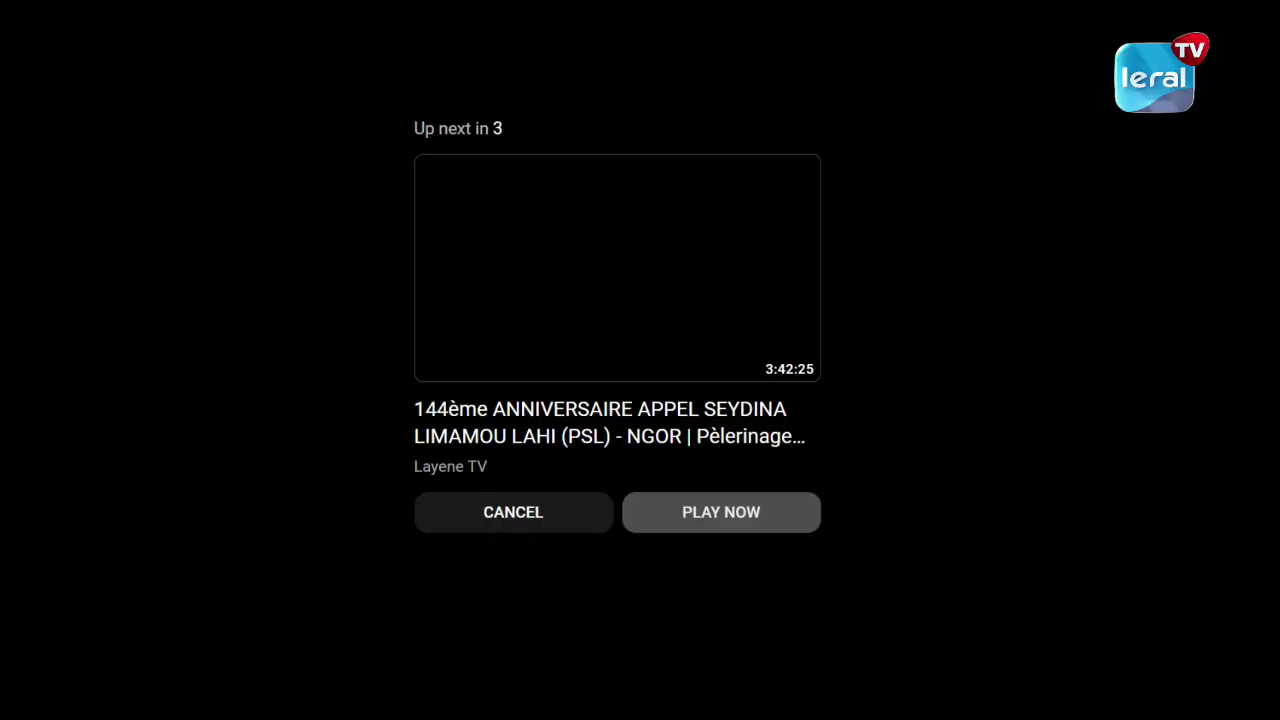 TV
leral
Up next in 3
3:42:25
144ème ANNIVERSAIRE APPEL SEYDINA
LIMAMOU LAHI (PSL) - NGOR | Pèlerinage...
Layene TV
CANCEL
PLAY NOW